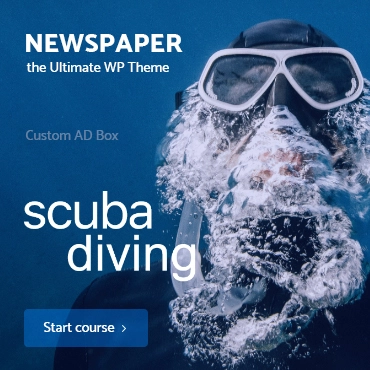 NEWSPAPER
the Ultimate WP Theme
Custom AD Box
scuba
diving
Start course ›